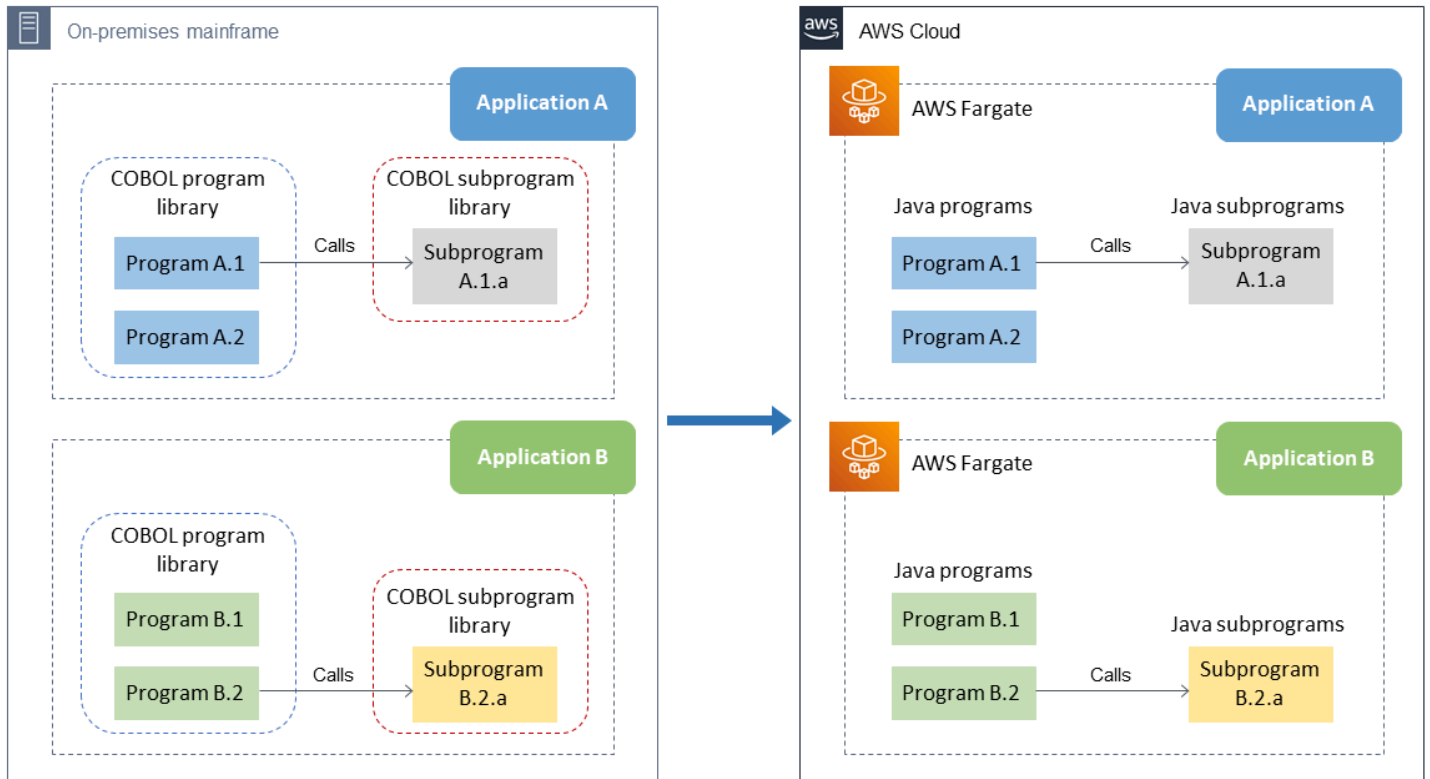 On-premises mainframe
Application A
COBOL program
library
COBOL subprogram
library
Program A.1
Calls
Subprogram
A.1.a
Program A.2
Application B
COBOL program
library
COBOL subprogram
library
Program B.1
Program B.2
Calls
Subprogram
B.2.a
aws
AWS Cloud
AWS Fargate
Application A
Java programs
Java subprograms
Program A.1
Calls
Subprogram
A.1.a
Program A.2
AWS Fargate
Application B
Java programs
Program B.1
Java subprograms
Program B.2
Calls
Subprogram
B.2.a